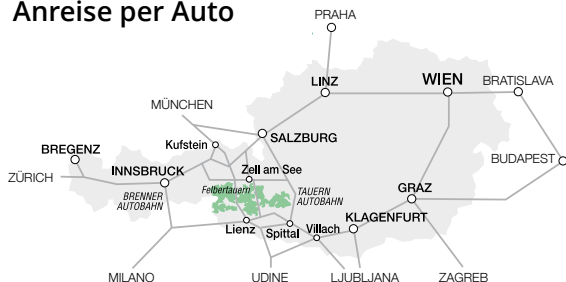 Anreise per Auto
PRAHA
LINZ
WIEN
BRATISLAVA
MÜNCHEN
SALZBURG
Kufstein
BREGENZ
BUDAPEST
ZÜRICH
INNSBRUCK
Zell am See
Felbertauern
BRENNER
AUTOBAHN
TAUERN
AUTOBAHN
GRAZ
KLAGENFURT
Lienz
Spittal
Villach
MILANO
UDINE
LJUBLJANA
ZAGREB